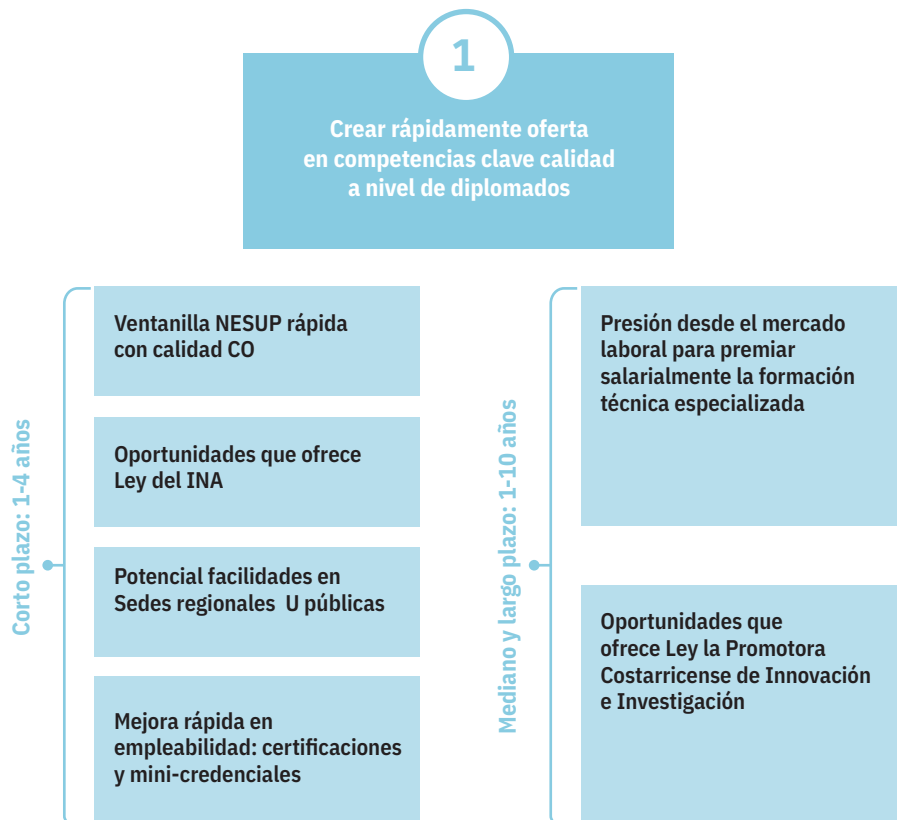 1
Crear rápidamente oferta
en competencias clave calidad
a nivel de diplomados
Corto plazo: 1-4 años
Ventanilla NESUP rápida
con calidad CO
Oportunidades que ofrece
Ley del INA
Potencial facilidades en
Sedes regionales U públicas
Mejora rápida en
empleabilidad: certificaciones
y mini-credenciales
Mediano y largo plazo: 1-10 años
Presión desde el mercado
laboral para premiar
salarialmente la formación
técnica especializada
Oportunidades que
ofrece Ley la Promotora
Costarricense de Innovación
e Investigación